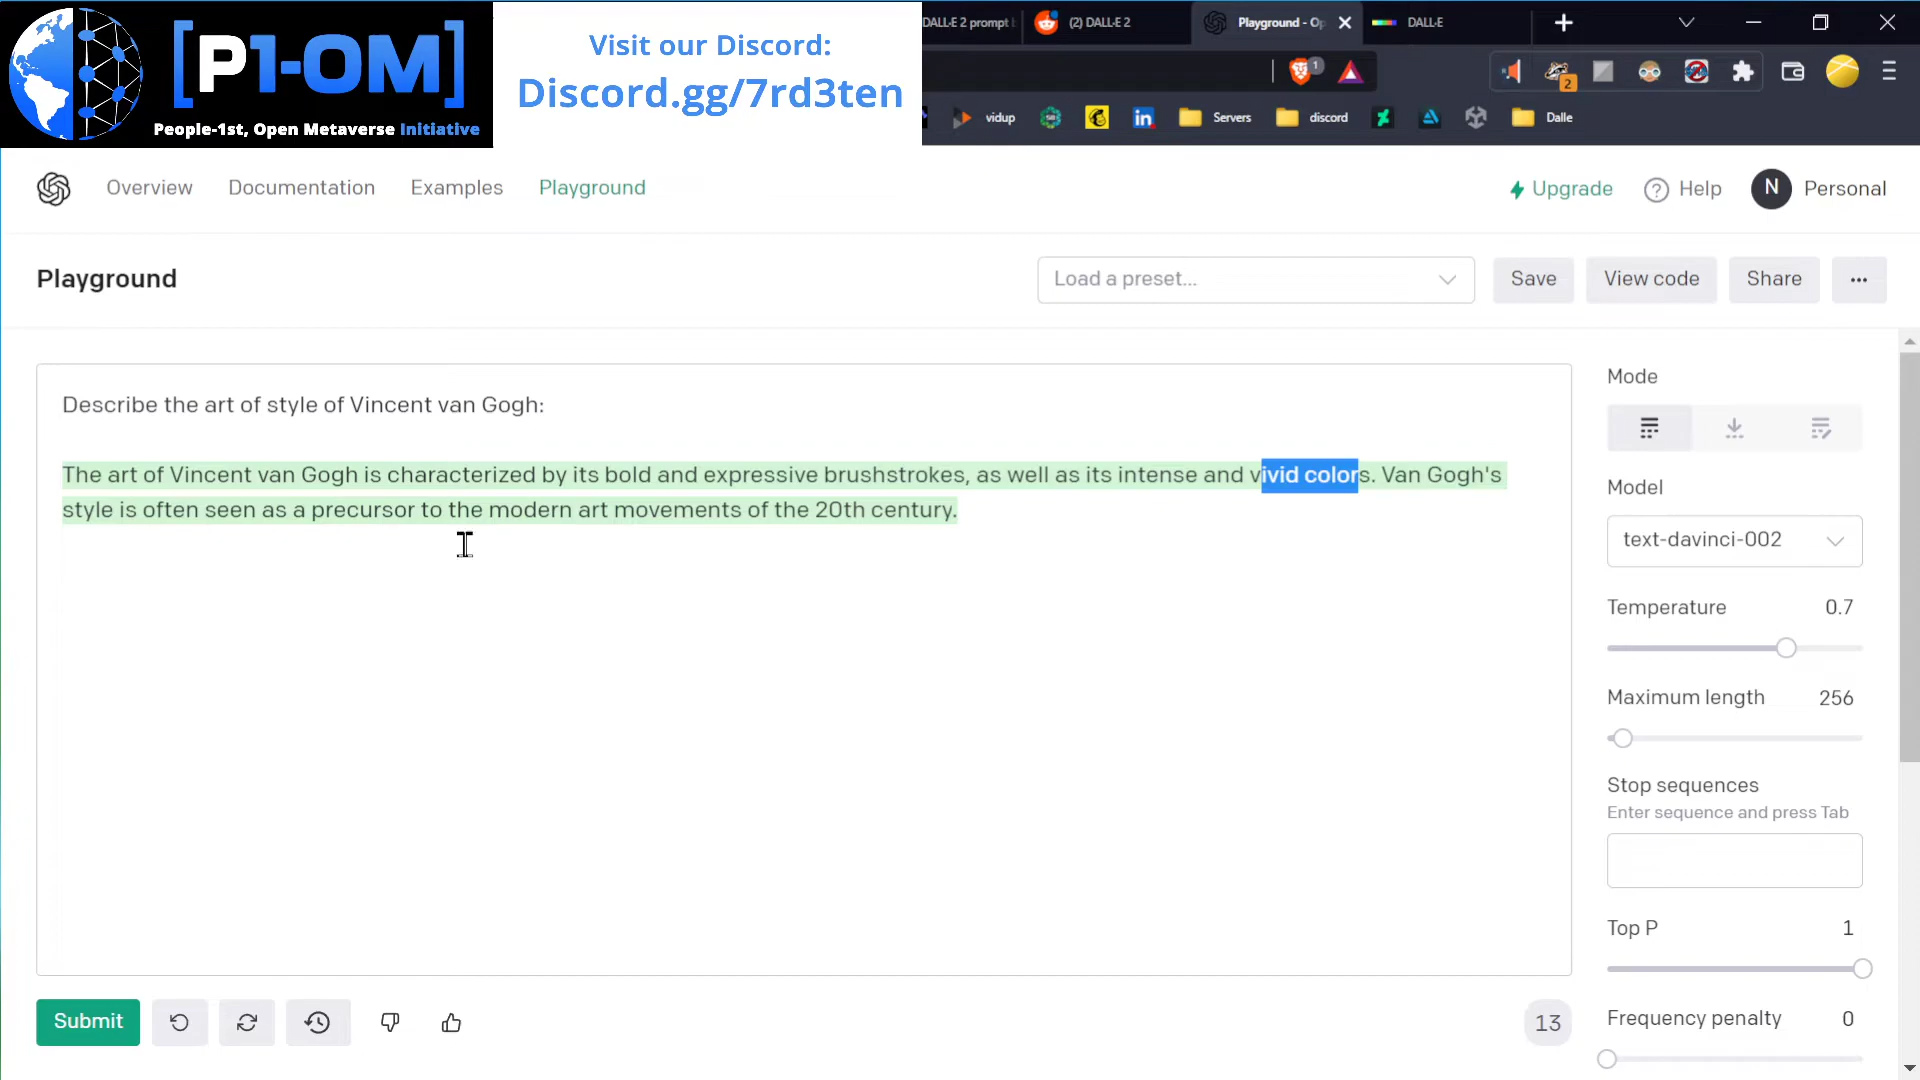 [P1-OM]
People-1st, Open Metaverse Initiative
Visit our Discord:
Discord.gg/7rd3ten
DALL·E 2 prompt
(2) DALL·E 2
Playground - Op
DALL·E
1
2
vidup
in
Servers
discord
Dalle
Overview
Documentation
Examples
Playground
Upgrade
Help
N
Personal
Playground
Load a preset...
Save
View code
Share
Describe the art of style of Vincent van Gogh:
The art of Vincent van Gogh is characterized by its bold and expressive brushstrokes, as well as its intense and vivid colors. Van Gogh's
style is often seen as a precursor to the modern art movements of the 20th century.
Mode
Model
text-davinci-002
Temperature 0.7
Maximum length 256
Stop sequences
Enter sequence and press Tab
Top P 1
Frequency penalty 0
Submit
13